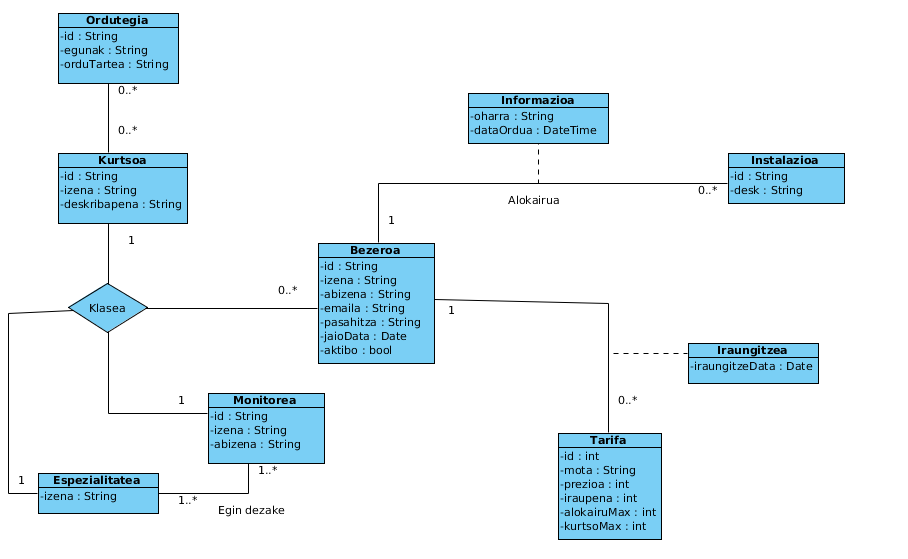 Ordutegia
-id : String
-egunak : String
-orduTartea : String
0..*
0..*
Kurtsoa
-id : String
-izena : String
-deskribapena : String
1
Informazioa
-oharra : String
-dataOrdua : DateTime
Instalazioa
-id : String
-desk : String
0..*
Alokairua
1
Bezeroa
-id : String
-izena : String
-abizena : String
-emaila : String
-pasahitza : String
-jaioData : Date
-aktibo : bool
0..*
Klasea
1
Iraungitzea
-iraungitzeData : Date
0..*
1
Monitorea
-id : String
-izena : String
-abizena : String
1..*
1
Espezialitatea
-izena : String
1..*
Egin dezake
Tarifa
-id : int
-mota : String
-prezioa : int
-iraupena : int
-alokairuMax : int
-kurtsoMax : int